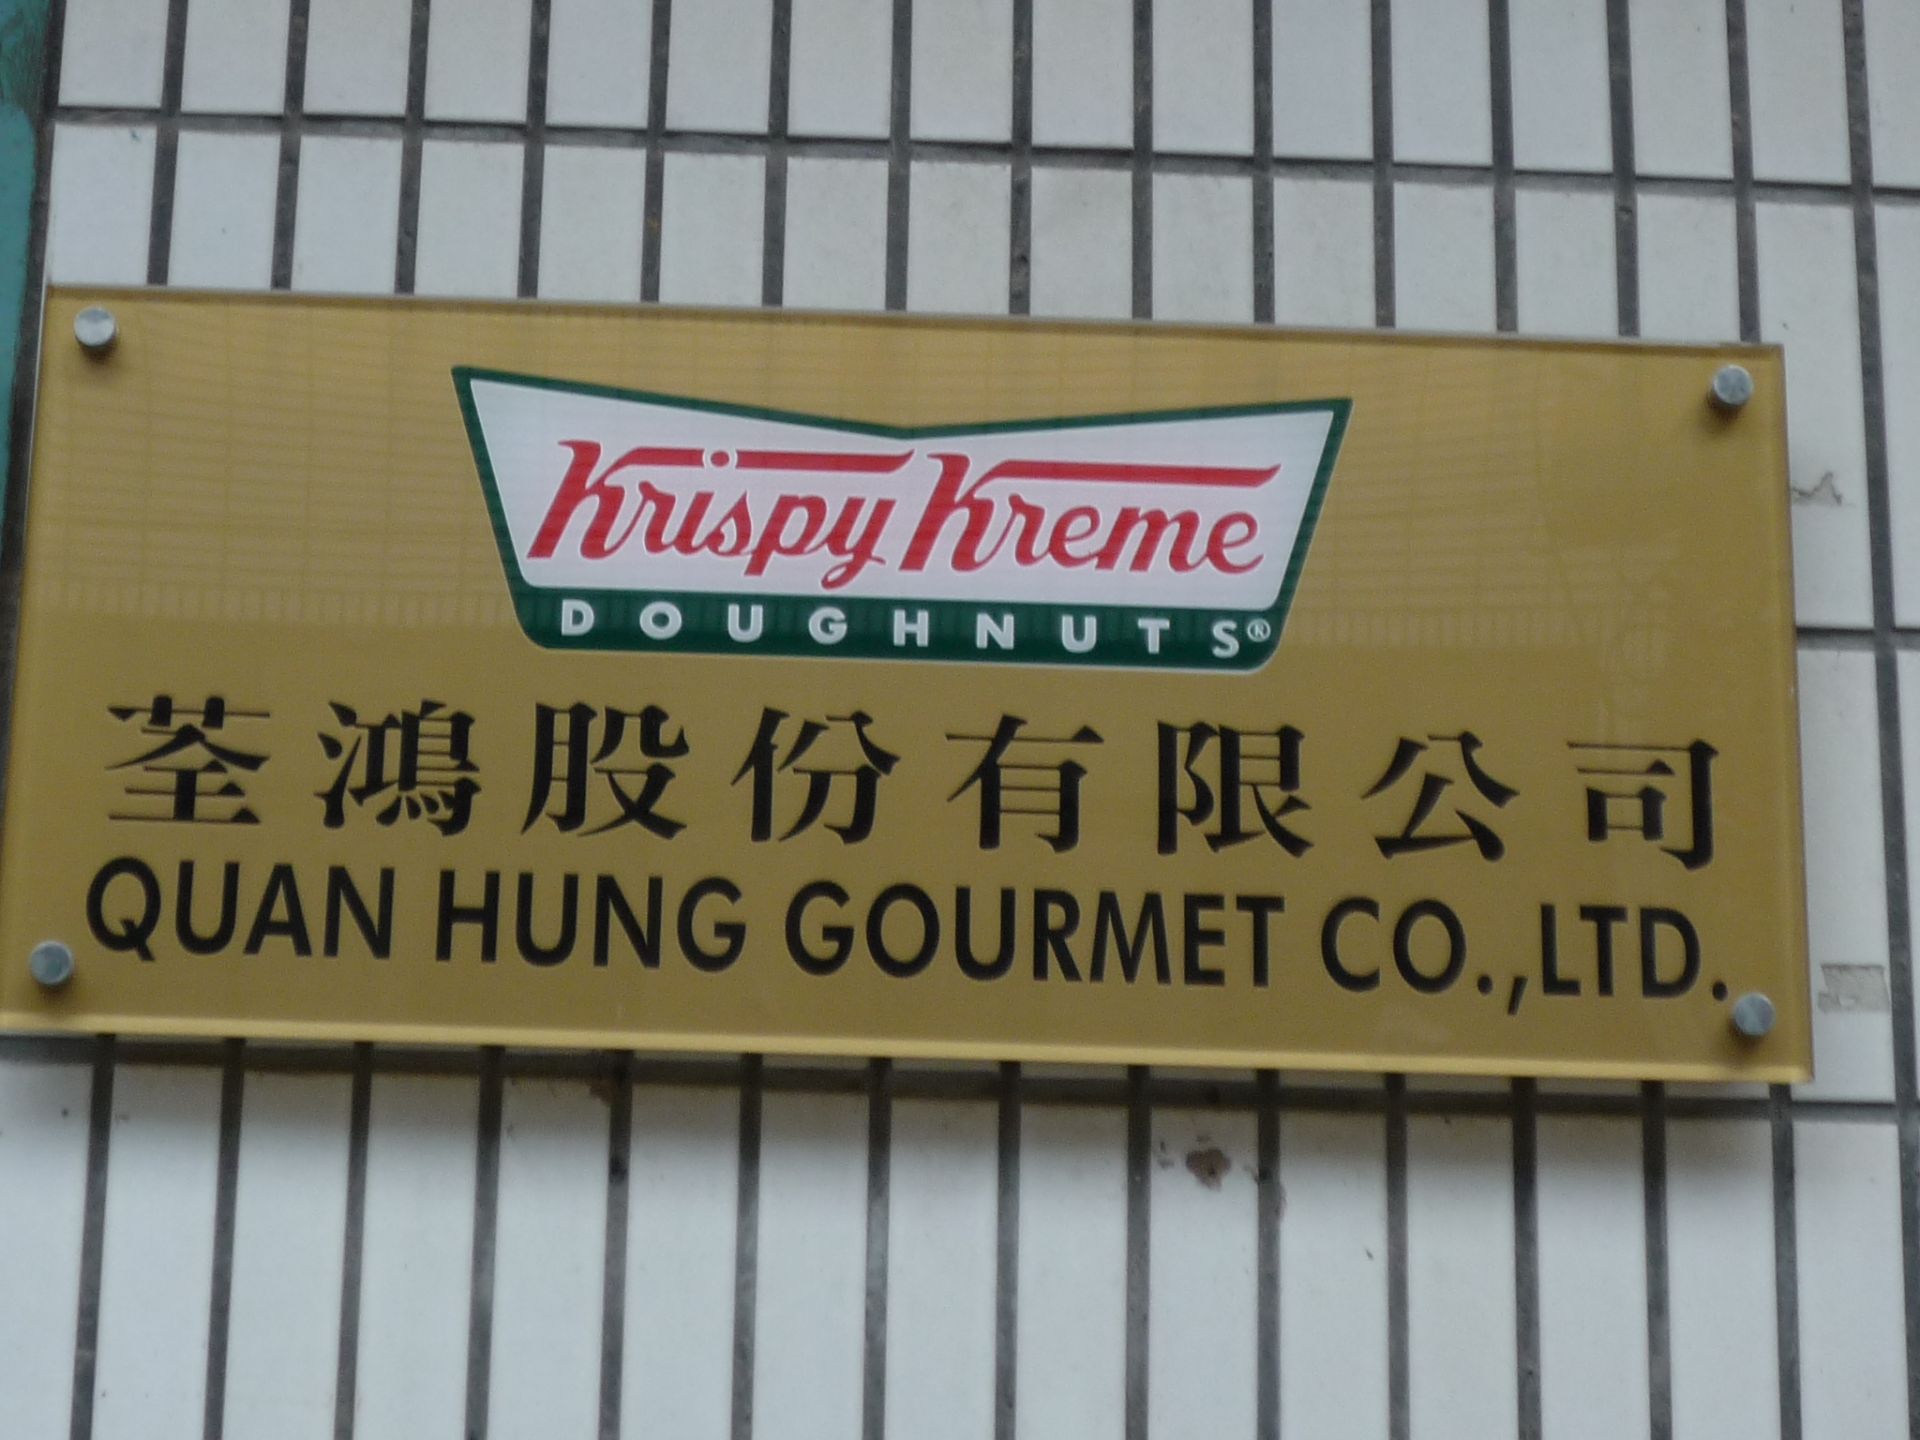 Krispy Kreme
DOUGHNUTS®
荃鴻股份有限公司
QUAN HUNG GOURMET CO.,LTD.